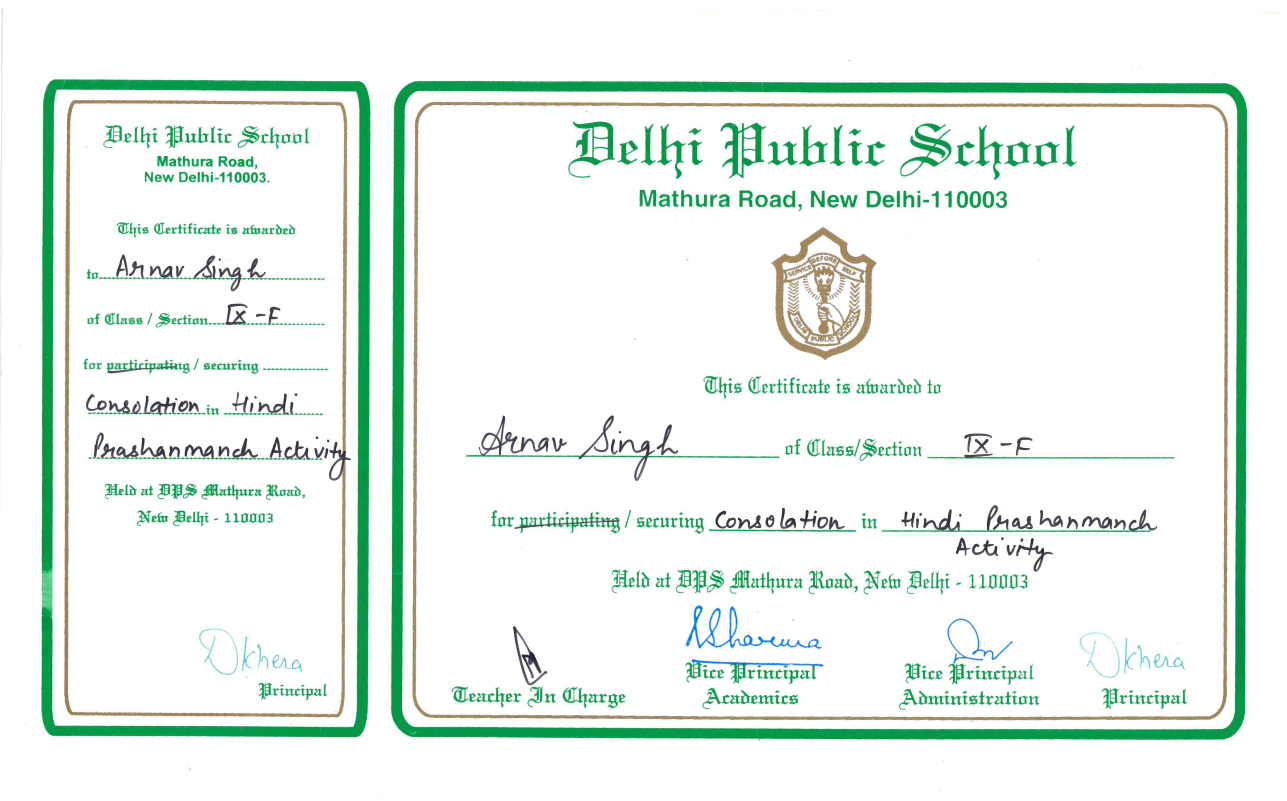 Delhi Public School
Mathura Road,
New Delhi-110003.
This Certificate is awarded
to Arnav Singh
of Class / Section IX-F
for participating / securing
Consolation in Hindi
Prashanmanch Activity
Held at DPS Mathura Road,
New Delhi - 110003
Dkhera
Principal
Delhi Public School
Mathura Road, New Delhi-110003
SERVICE BEFORE SELF
DELHI PUBLIC SCHOOL
This Certificate is awarded to
Arnav Singh of Class/Section IX-F
for participating / securing Consolation in Hindi Prashanmanch
Activity
Held at DPS Mathura Road, New Delhi - 110003
RSharma
Dkhera
Teacher In Charge
Vice Principal
Academics
Vice Principal
Administration
Principal